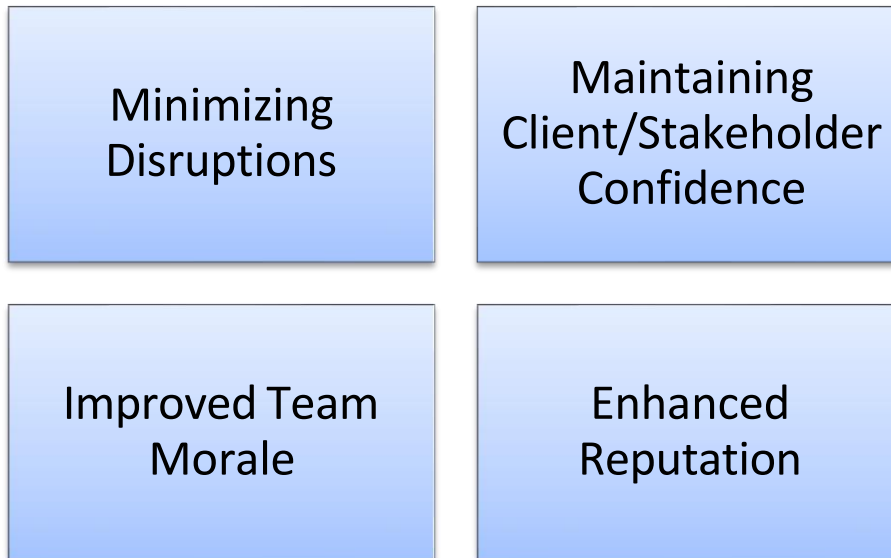 Minimizing
Disruptions
Maintaining
Client/Stakeholder
Confidence
Improved Team
Morale
Enhanced
Reputation